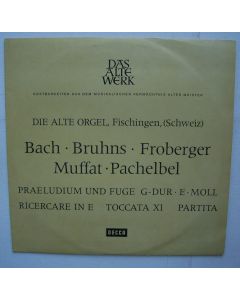 DAS
ALTE
WERK
KOSTBARKEITEN AUS DEM MUSIKALISCHEN VERMÄCHTNIS ALTER MEISTER
DIE ALTE ORGEL, Fischingen, (Schweiz)
Bach · Bruhns · Froberger
Muffat · Pachelbel
PRAELUDIUM UND FUGE G-DUR · E-MOLL
RICERCARE IN E TOCCATA XI PARTITA
DECCA